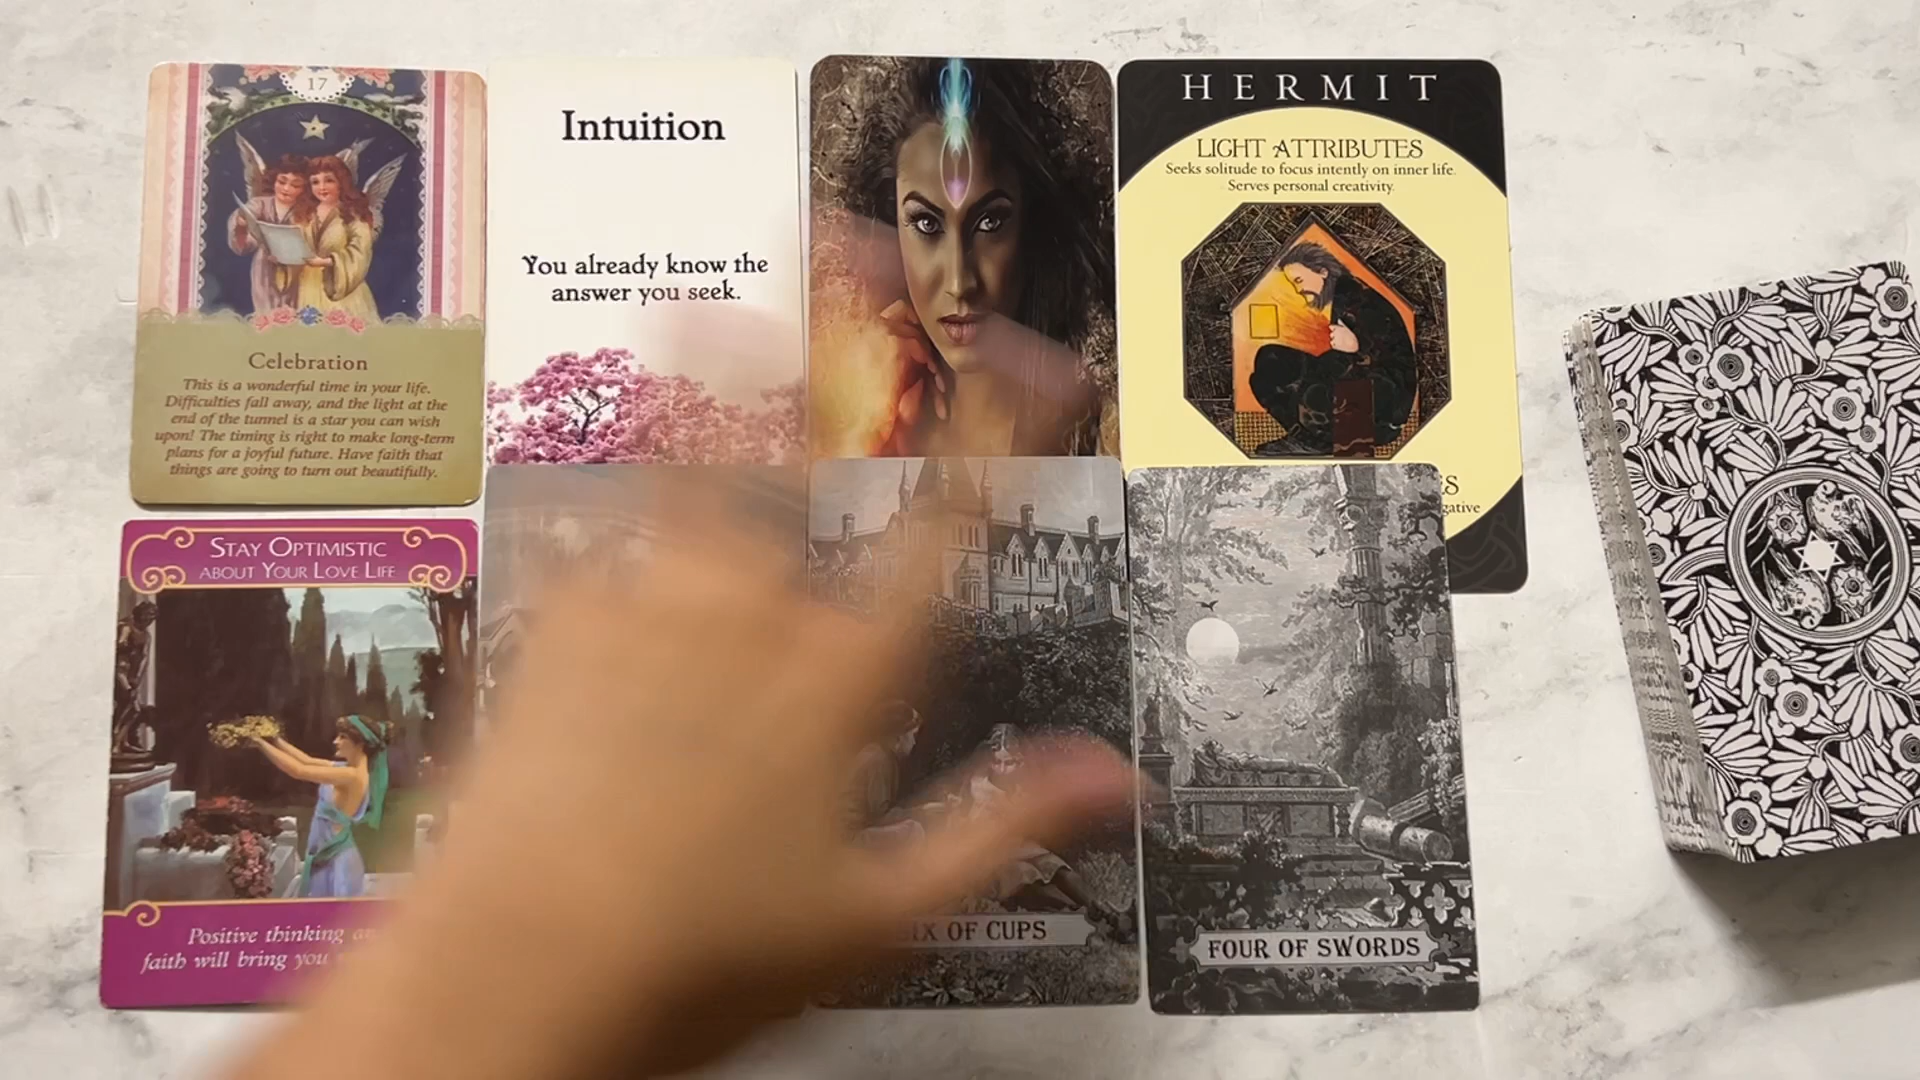 17
Celebration
This is a wonderful time in your life.
Difficulties fall away, and the light at the
end of the tunnel is a star you can wish
upon! The timing is right to make long-term
plans for a joyful future. Have faith that
things are going to turn out beautifully.
Intuition
You already know the
answer you seek.
HERMIT
LIGHT ATTRIBUTES
Seeks solitude to focus intently on inner life.
Serves personal creativity.
STAY OPTIMISTIC
ABOUT YOUR LOVE LIFE
Positive thinking
faith will bring you
OF CUPS
FOUR OF SWORDS